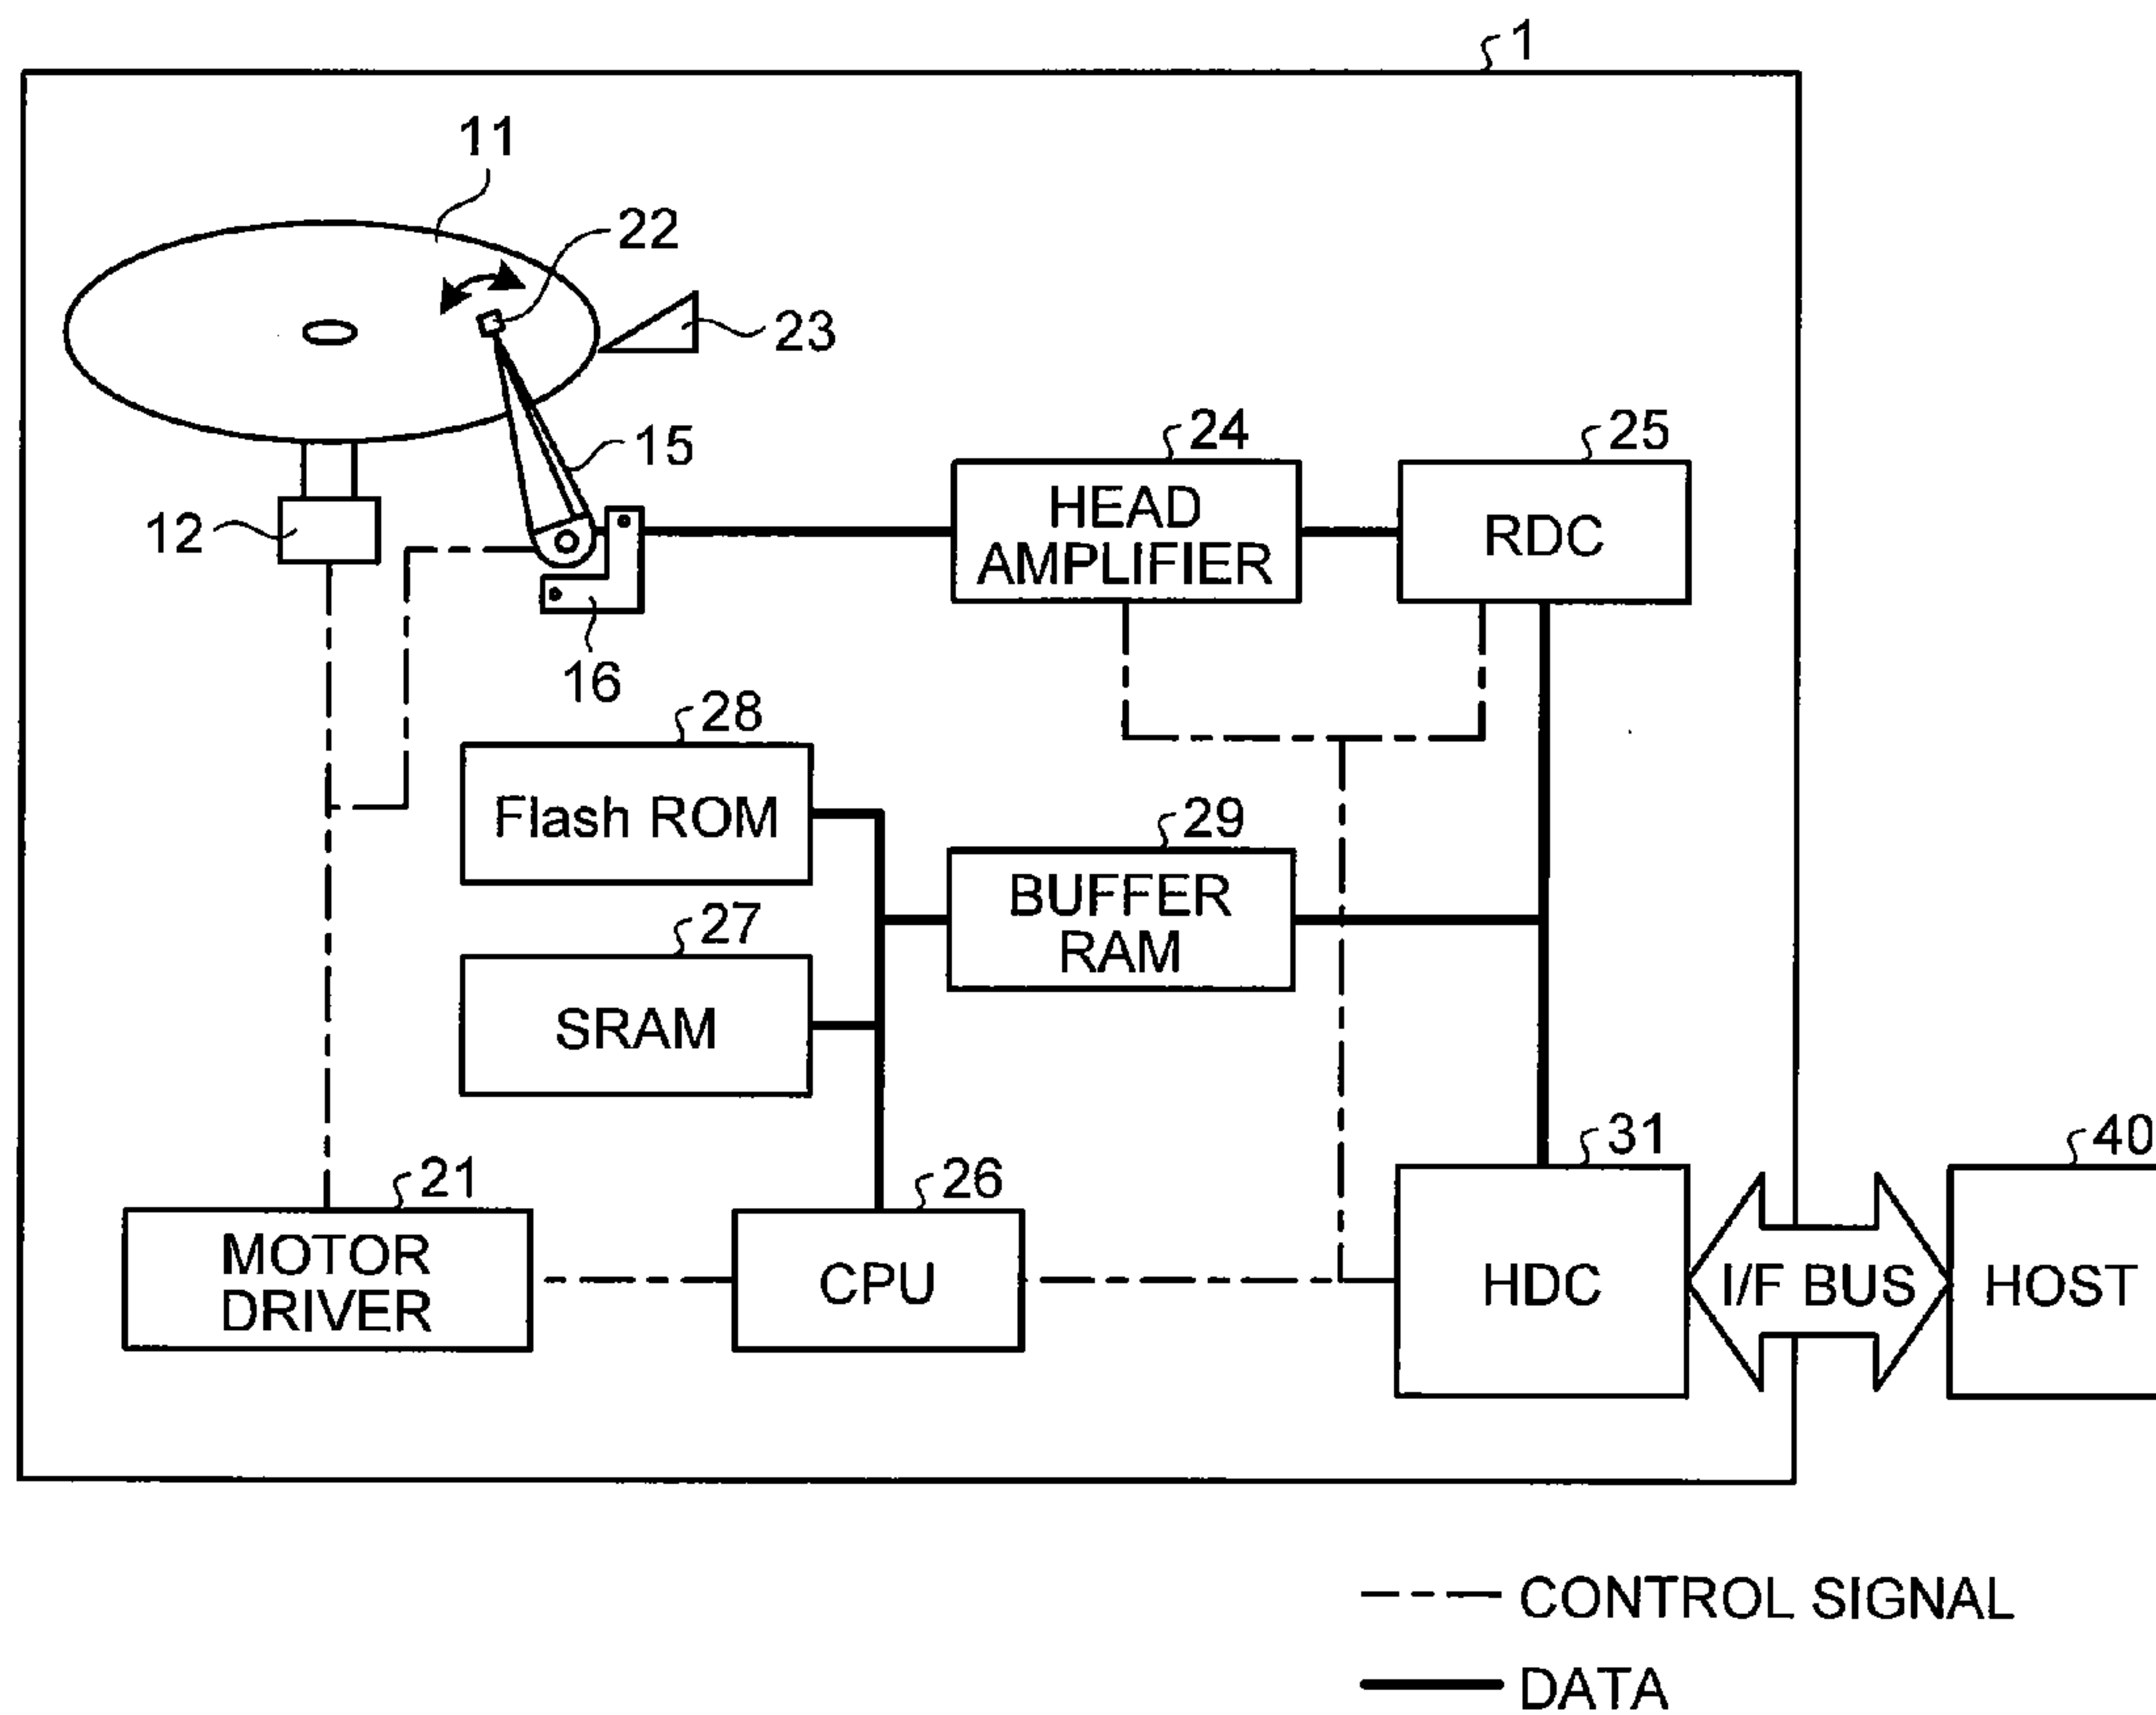 1
11
22
23
15
12
16
24
HEAD
AMPLIFIER
25
RDC
28
Flash ROM
29
BUFFER
RAM
27
SRAM
21
MOTOR
DRIVER
26
CPU
31
HDC
I/F BUS
40
HOST
CONTROL SIGNAL
DATA